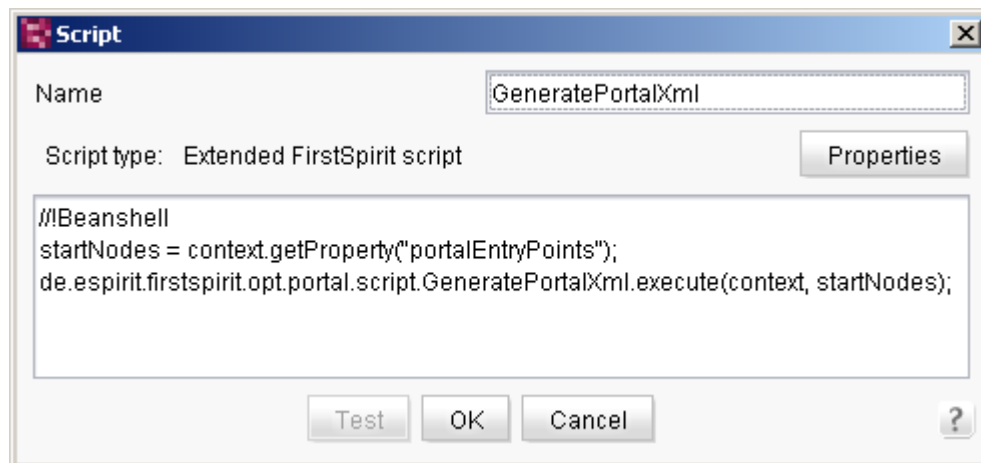 Script
Name GeneratePortalXml
Script type: Extended FirstSpirit script Properties
//!Beanshell
startNodes = context.getProperty("portalEntryPoints");
de.espirit.firstspirit.opt.portal.script.GeneratePortalXml.execute(context, startNodes);
Test OK Cancel ?